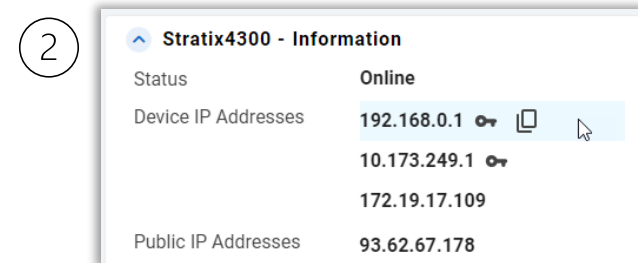 2
Stratix4300 - Information
Status Online
Device IP Addresses 192.168.0.1
10.173.249.1
172.19.17.109
Public IP Addresses 93.62.67.178